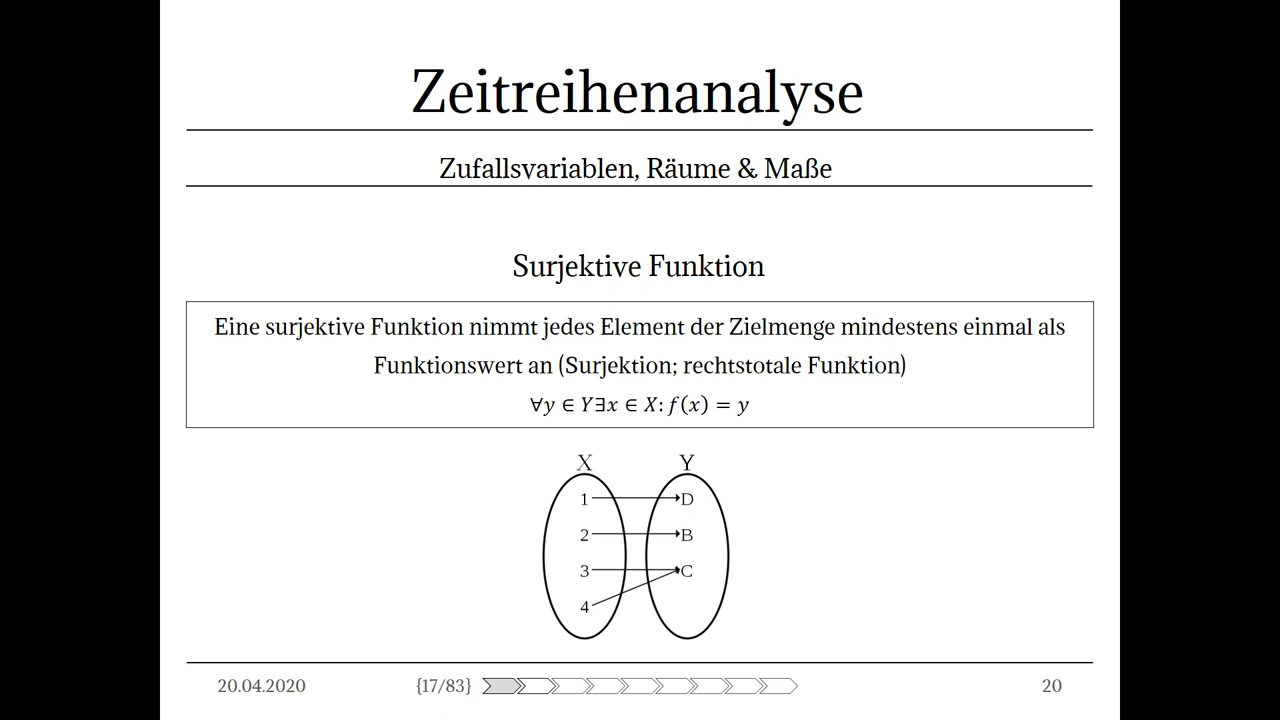 Zeitreihenanalyse
Zufallsvariablen, Räume & Maße
Surjektive Funktion
Eine surjektive Funktion nimmt jedes Element der Zielmenge mindestens einmal als
Funktionswert an (Surjektion; rechtstotale Funktion)
∀y ∈ Y∃x ∈ X: f(x) = y
X Y
1 D
2 B
3 C
4
20.04.2020 {17/83} 20